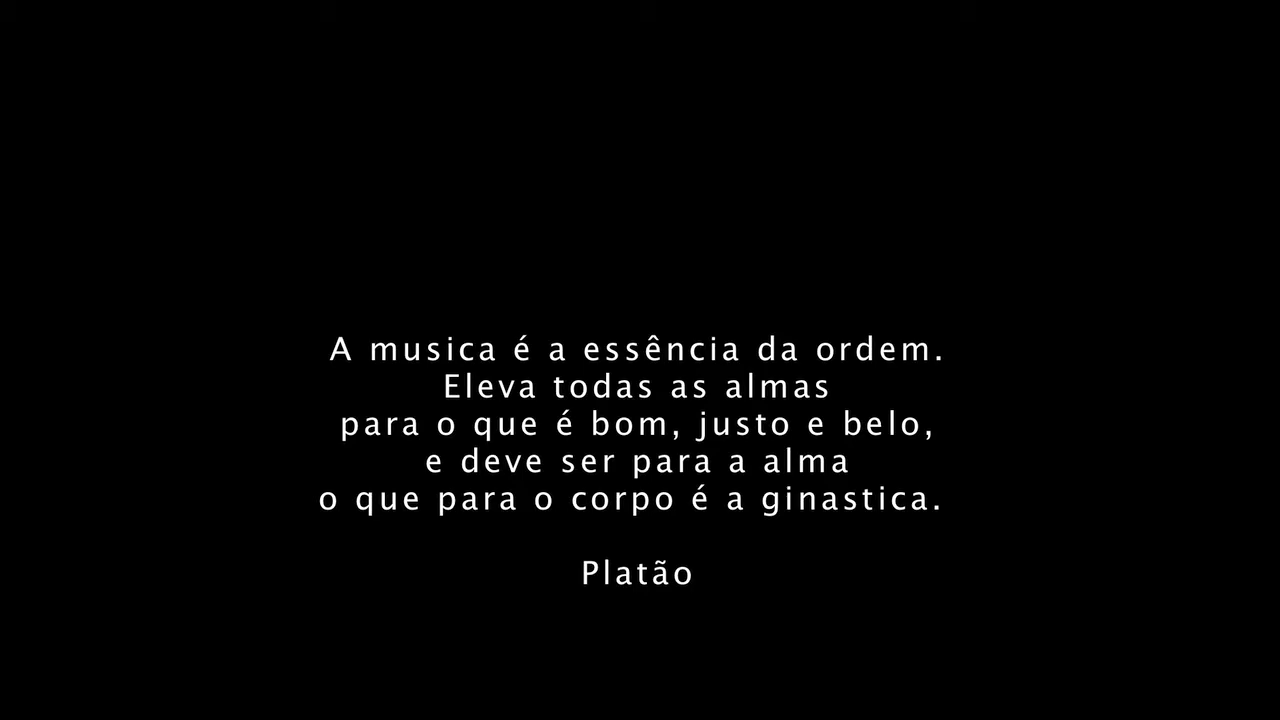 A musica é a essência da ordem.
Eleva todas as almas
para o que é bom, justo e belo,
e deve ser para a alma
o que para o corpo é a ginastica.
Platão